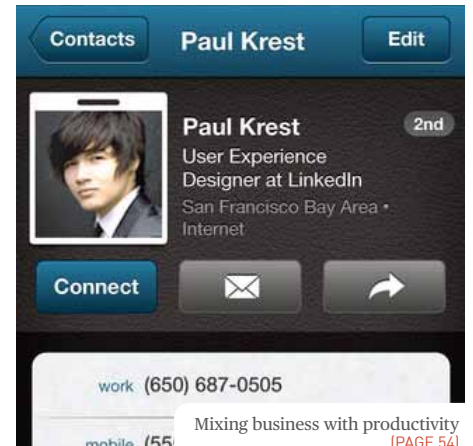 Contacts
Paul Krest
Edit
Paul Krest
2nd
User Experience
Designer at LinkedIn
San Francisco Bay Area •
Internet
Connect
work (650) 687-0505
mobile (55
Mixing business with productivity
(PAGE 54)